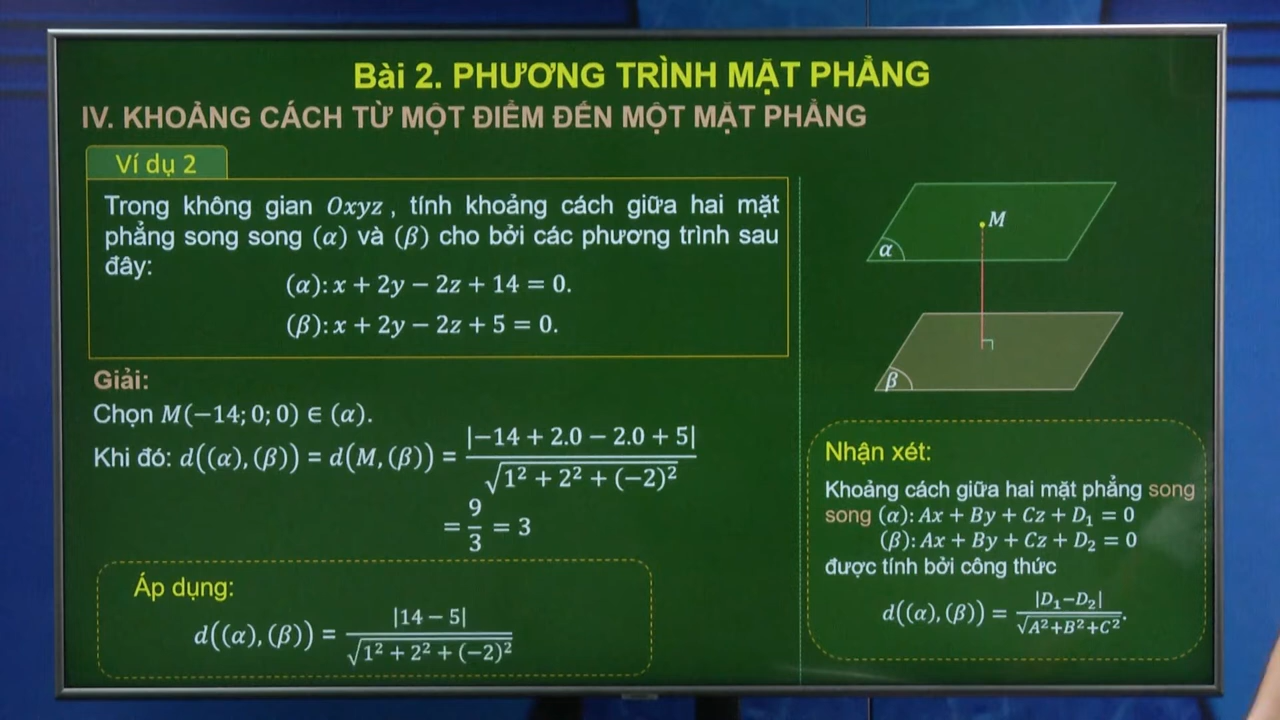 Bài 2. PHƯƠNG TRÌNH MẶT PHẲNG
IV. KHOẢNG CÁCH TỪ MỘT ĐIỂM ĐẾN MỘT MẶT PHẲNG
Ví dụ 2
Trong không gian Oxyz, tính khoảng cách giữa hai mặt
phẳng song song (α) và (β) cho bởi các phương trình sau
đây:
(α): x + 2y − 2z + 14 = 0.
(β): x + 2y − 2z + 5 = 0.
Giải:
Chọn M(−14; 0; 0) ∈ (α).
Khi đó: d((α), (β)) = d(M, (β)) = |−14 + 2.0 − 2.0 + 5| / √(1² + 2² + (−2)²)
= 9/3 = 3
Áp dụng:
d((α), (β)) = |14 − 5| / √(1² + 2² + (−2)²)
M
α
β
Nhận xét:
Khoảng cách giữa hai mặt phẳng song
song (α): Ax + By + Cz + D₁ = 0
(β): Ax + By + Cz + D₂ = 0
được tính bởi công thức
d((α), (β)) = |D₁−D₂| / √(A²+B²+C²).